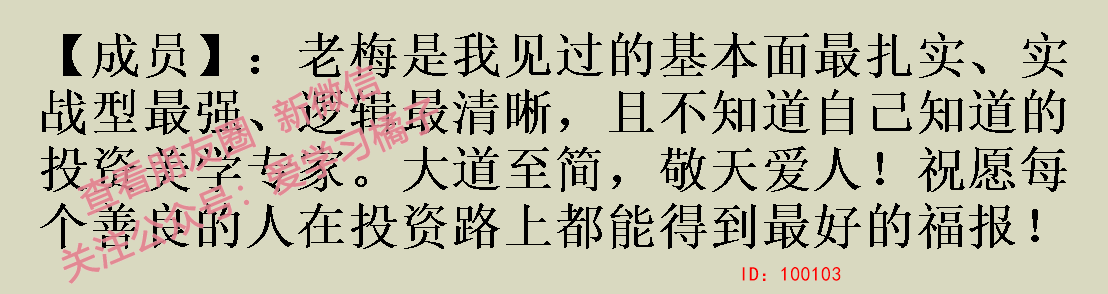 【成员】：老梅是我见过的基本面最扎实、实
战型最强、逻辑最清晰，且不知道自己知道的
投资美学专家。大道至简，敬天爱人！祝愿每
个善良的人在投资路上都能得到最好的福报！
查看朋友圈 新微信
关注公众号：爱学习橘子
ID：100103